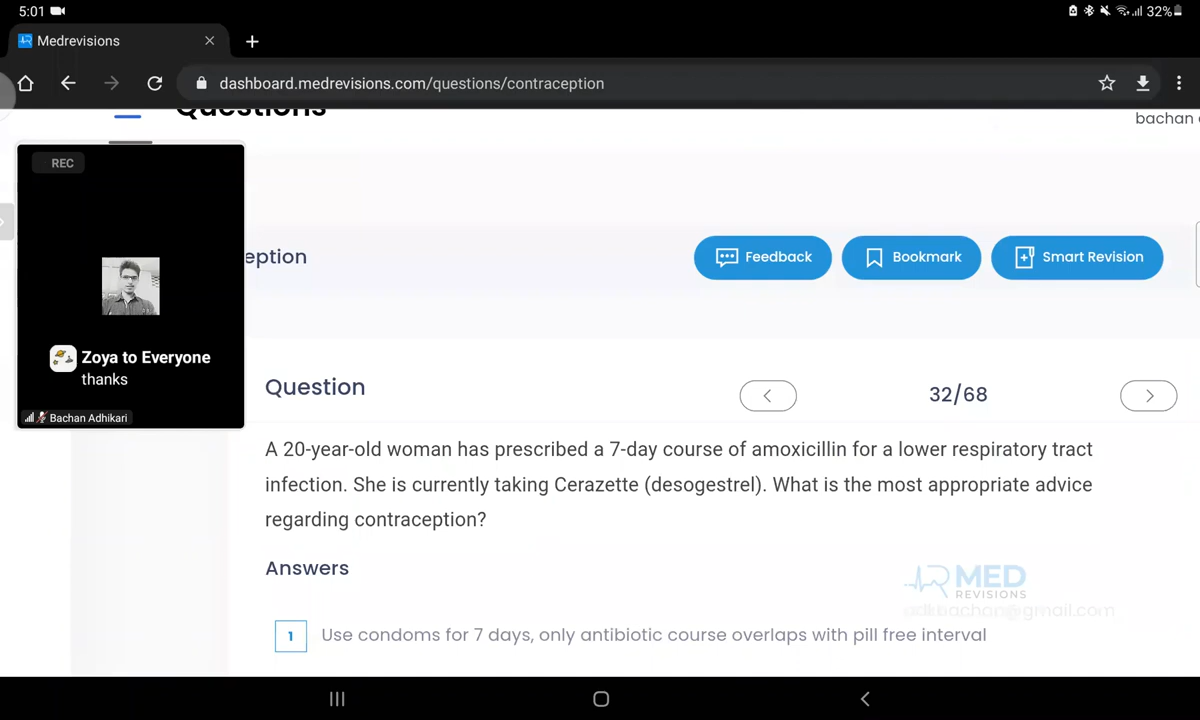 5:01
32%
Medrevisions
dashboard.medrevisions.com/questions/contraception
Questions
bachan
REC
eption
Feedback
Bookmark
Smart Revision
Zoya to Everyone
thanks
Bachan Adhikari
Question
32/68
A 20-year-old woman has prescribed a 7-day course of amoxicillin for a lower respiratory tract
infection. She is currently taking Cerazette (desogestrel). What is the most appropriate advice
regarding contraception?
Answers
MED
REVISIONS
1 Use condoms for 7 days, only antibiotic course overlaps with pill free interval